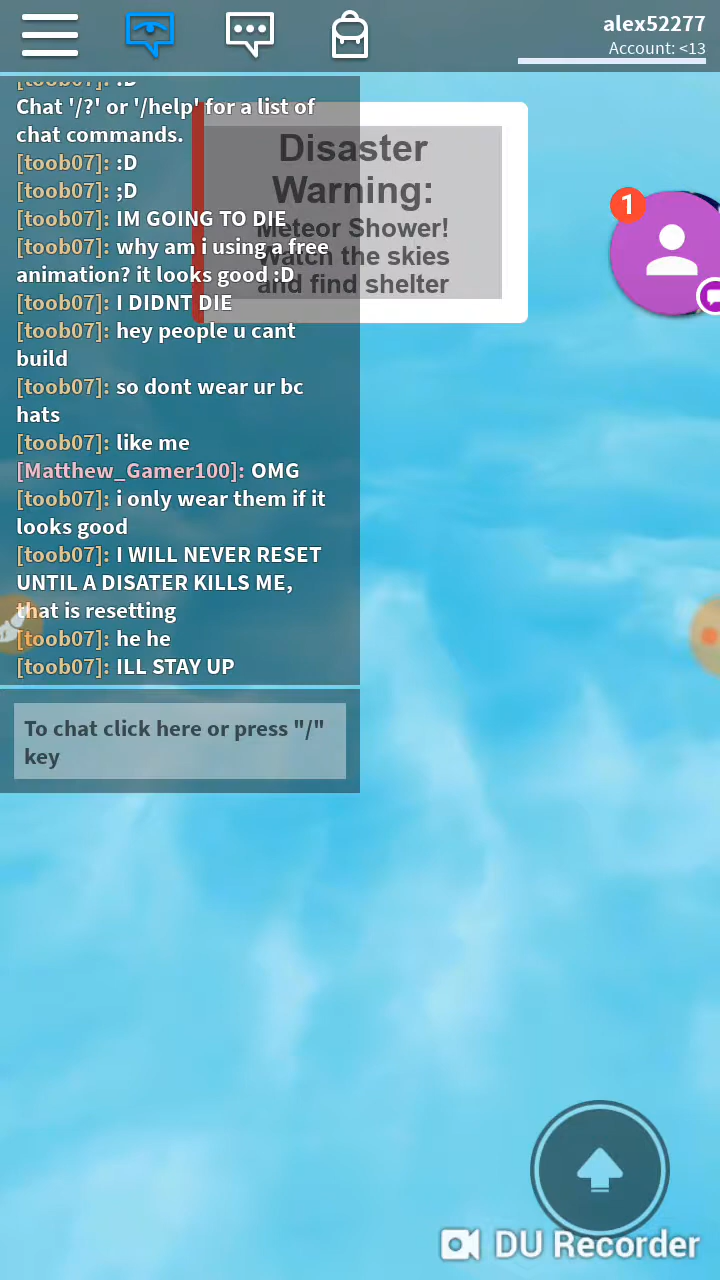 alex52277
Account: <13
:D
Chat '/?' or '/help' for a list of
chat commands.
[toob07]: :D
[toob07]: ;D
[toob07]: IM GOING TO DIE
[toob07]: why am i using a free
animation? it looks good :D
[toob07]: I DIDNT DIE
[toob07]: hey people u cant
build
[toob07]: so dont wear ur bc
hats
[toob07]: like me
[Matthew_Gamer100]: OMG
[toob07]: i only wear them if it
looks good
[toob07]: I WILL NEVER RESET
UNTIL A DISATER KILLS ME,
that is resetting
[toob07]: he he
[toob07]: ILL STAY UP
To chat click here or press "/"
key
Disaster
Warning:
Meteor Shower!
Watch the skies
and find shelter
1
DU Recorder